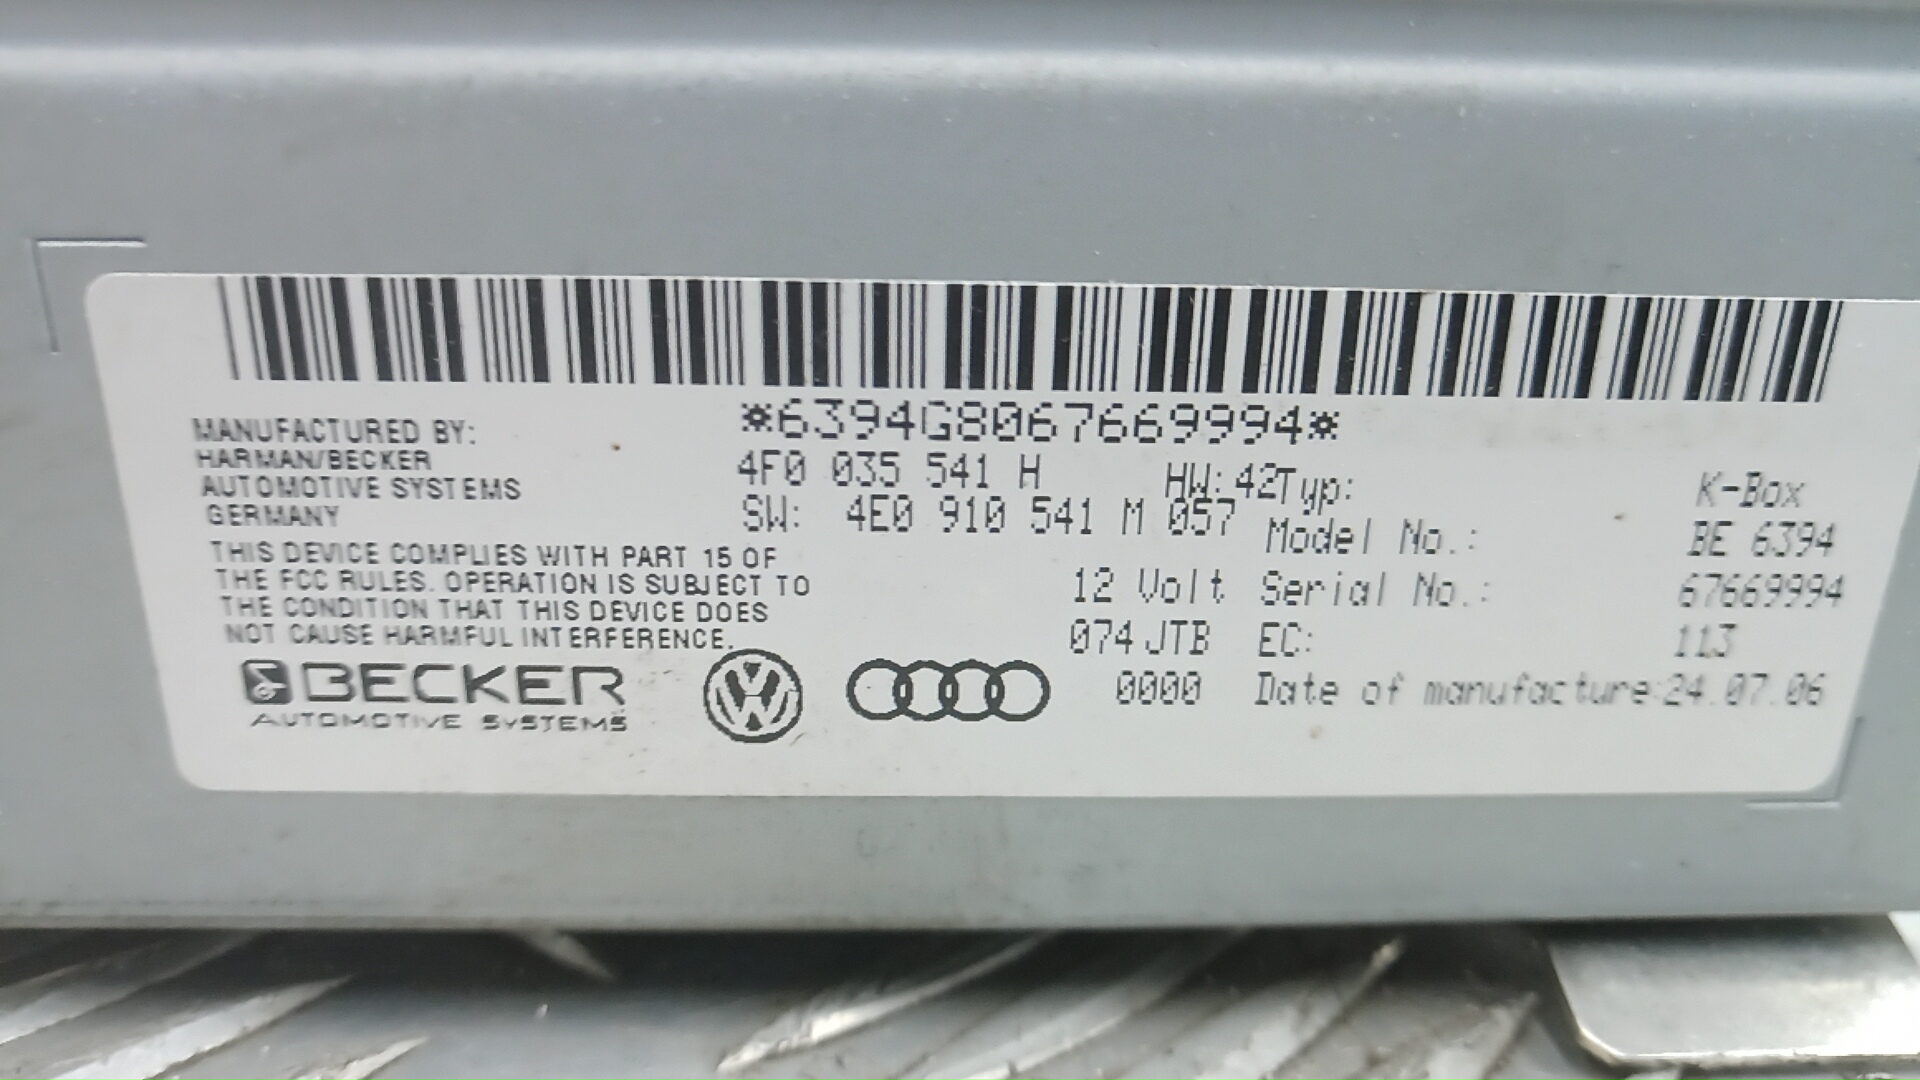 *6394G8067669994*
MANUFACTURED BY:
HARMAN/BECKER
AUTOMOTIVE SYSTEMS
GERMANY
4F0 035 541 H HW:42 Typ: K-Box
SW: 4E0 910 541 M 057 Model No.: BE 6394
THIS DEVICE COMPLIES WITH PART 15 OF
THE FCC RULES. OPERATION IS SUBJECT TO
THE CONDITION THAT THIS DEVICE DOES
NOT CAUSE HARMFUL INTERFERENCE.
12 Volt Serial No.: 67669994
074 JTB EC: 113
0000 Date of manufacture:24.07.06
BECKER
AUTOMOTIVE SYSTEMS
VW